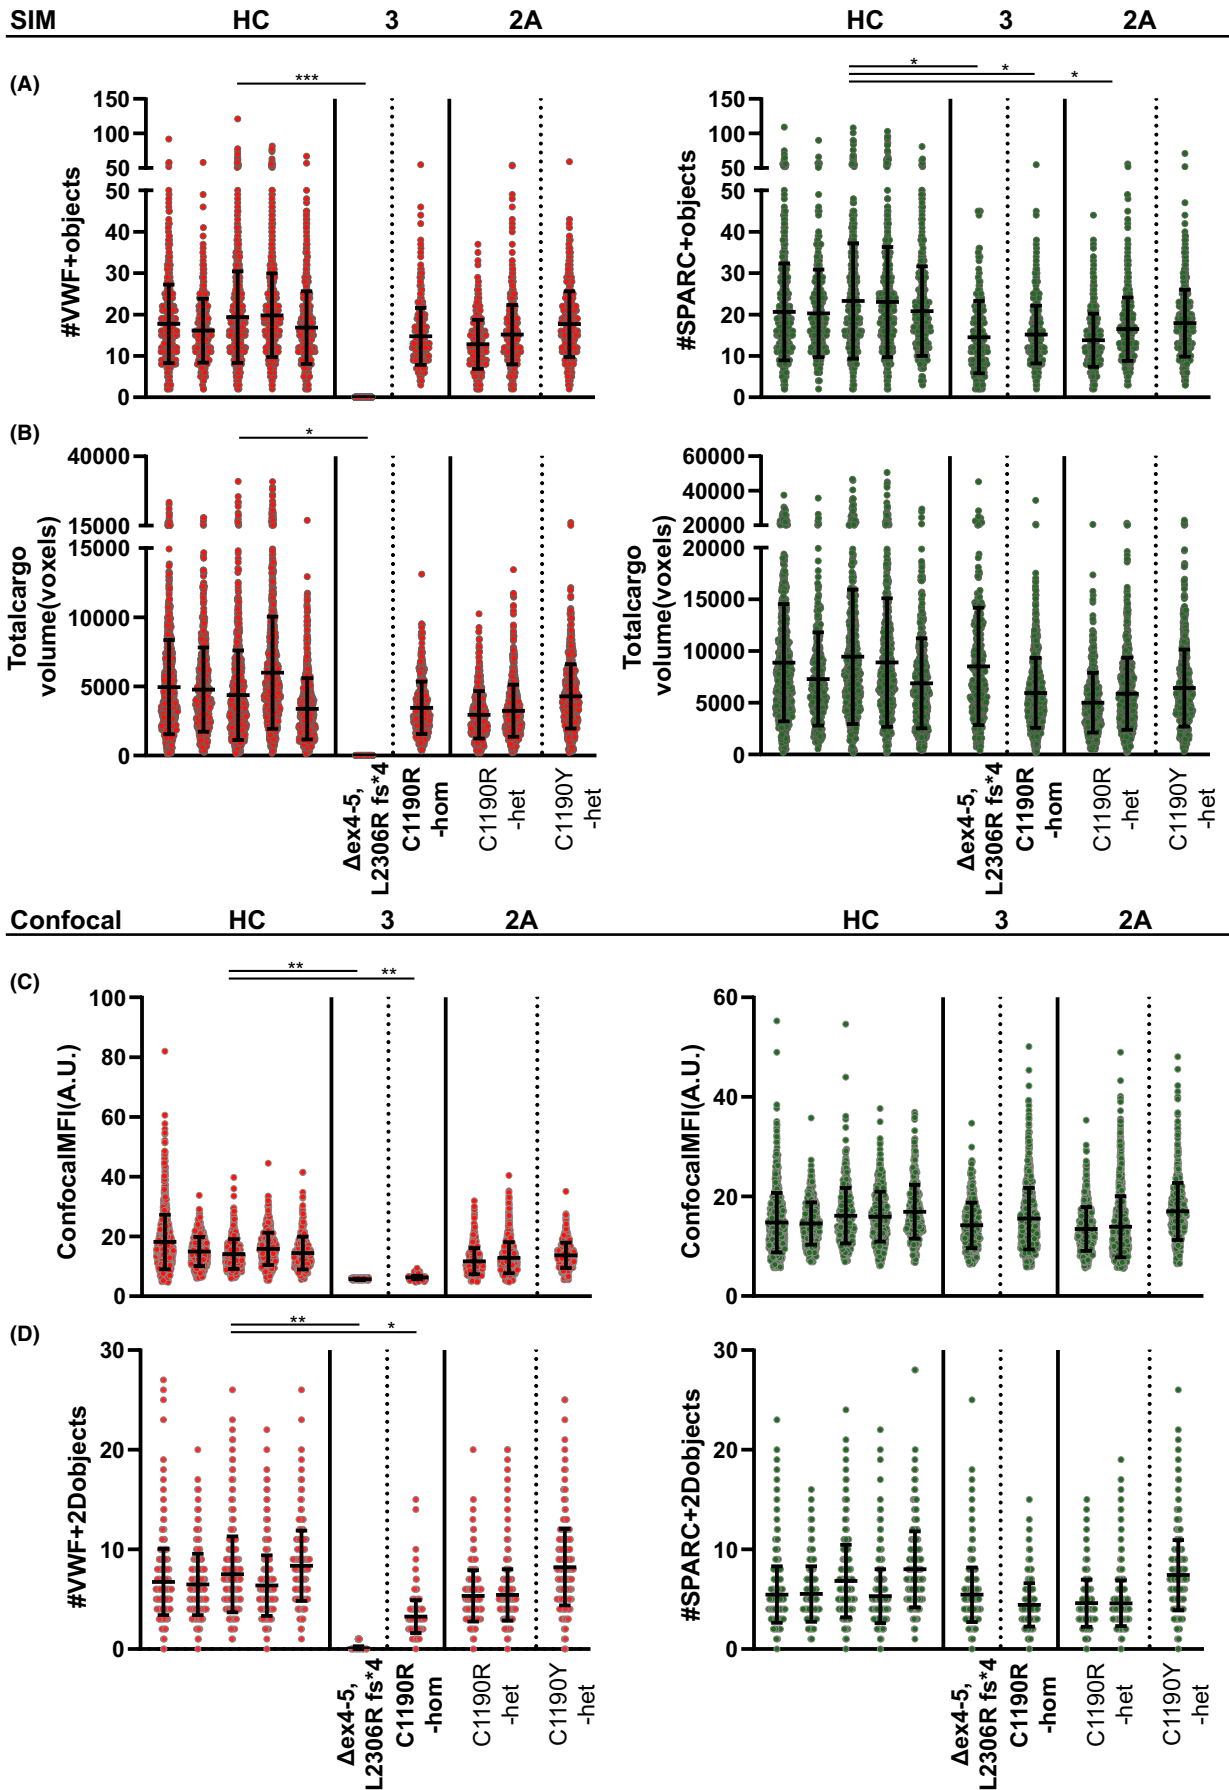 SIM HC 3 2A HC 3 2A
(A)
***
* * *
#VWF+objects
150
100
50
50
40
30
20
10
0
#SPARC+objects
150
100
50
50
40
30
20
10
0
(B)
*
Totalcargo
volume(voxels)
40000
15000
15000
10000
5000
0
Totalcargo
volume(voxels)
60000
40000
20000
20000
15000
10000
5000
0
Δex4-5,
L2306R fs*4
C1190R
-hom
C1190R
-het
C1190Y
-het
Δex4-5,
L2306R fs*4
C1190R
-hom
C1190R
-het
C1190Y
-het
Confocal HC 3 2A HC 3 2A
(C)
** **
ConfocalMFI(A.U.)
100
80
60
40
20
0
ConfocalMFI(A.U.)
60
40
20
0
(D)
** *
#VWF+2Dobjects
30
20
10
0
#SPARC+2Dobjects
30
20
10
0
Δex4-5,
L2306R fs*4
C1190R
-hom
C1190R
-het
C1190Y
-het
Δex4-5,
L2306R fs*4
C1190R
-hom
C1190R
-het
C1190Y
-het